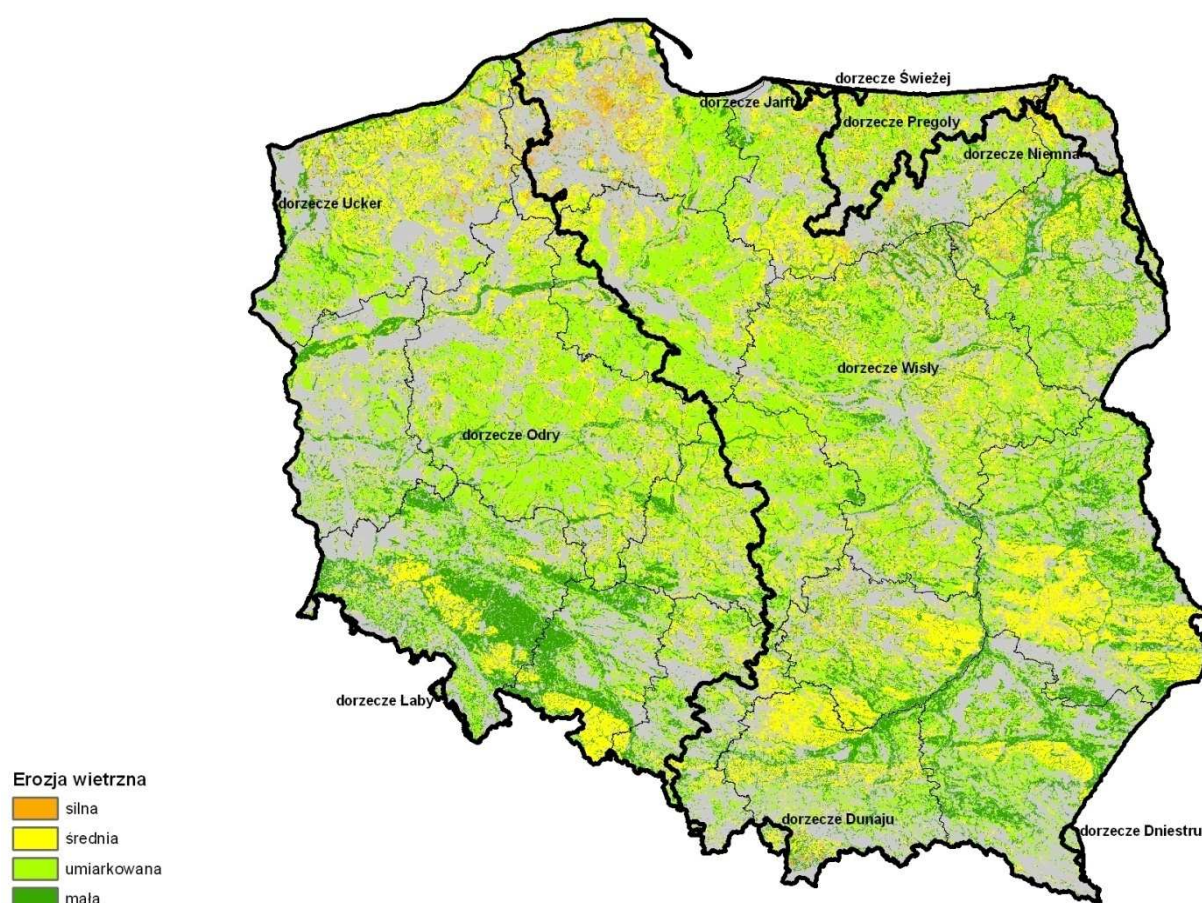 dorzecze Świeżej
dorzecze Jarft
dorzecze Pregoły
dorzecze Niemna
dorzecze Ucker
dorzecze Wisły
dorzecze Odry
dorzecze Łaby
dorzecze Dunaju
dorzecze Dniestru
Erozja wietrzna
silna
średnia
umiarkowana
mała